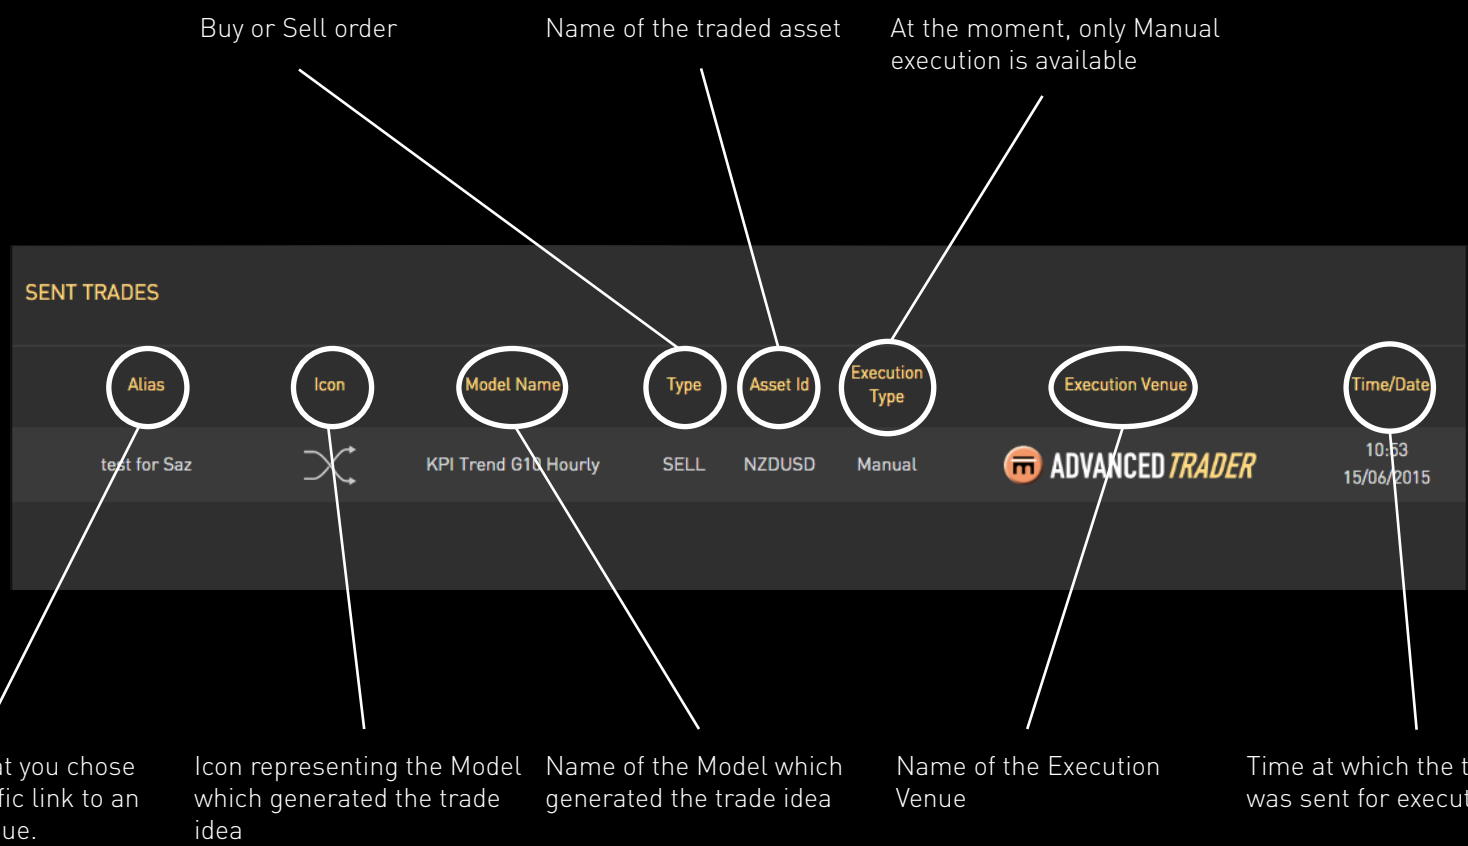 Buy or Sell order
Name of the traded asset
At the moment, only Manual
execution is available
SENT TRADES
Alias
Icon
Model Name
Type
Asset Id
Execution
Type
Execution Venue
Time/Date
test for Saz
KPI Trend G10 Hourly
SELL
NZDUSD
Manual
ADVANCED TRADER
10:53
15/06/2015
you chose
link to an
Icon representing the Model
which generated the trade
idea
Name of the Model which
generated the trade idea
Name of the Execution
Venue
Time at which the
was sent for